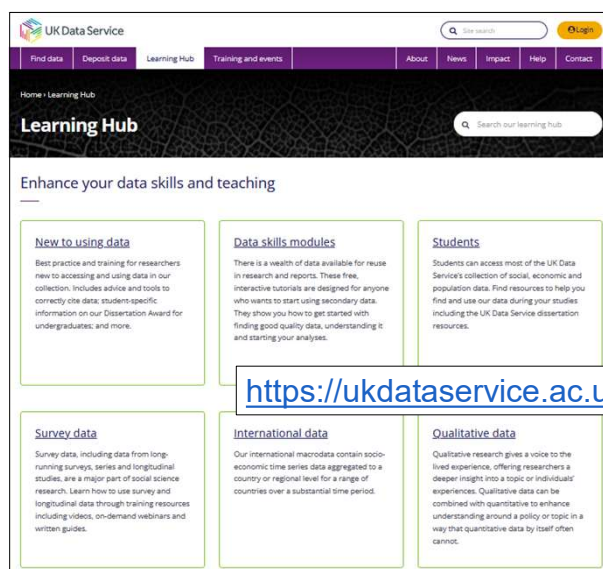 UK Data Service
Site search
Login
Find data Deposit data Learning Hub Training and events About News Impact Help Contact
Home › Learning Hub
Learning Hub
Search our learning hub
Enhance your data skills and teaching
New to using data
Best practice and training for researchers
new to accessing and using data in our
collection. Includes advice and tools to
correctly cite data; student-specific
information on our Dissertation Award for
undergraduates; and more.
Data skills modules
There is a wealth of data available for reuse
in research and reports. These free,
interactive tutorials are designed for anyone
who wants to start using secondary data.
They show you how to get started with
finding good quality data, understanding it
and starting your analyses.
Students
Students can access most of the UK Data
Service's collection of social, economic and
population data. Find resources to help you
find and use our data during your studies
including the UK Data Service dissertation
resources.
https://ukdataservice.ac.u
Survey data
Survey data, including data from long-
running surveys, series and longitudinal
studies, are a major part of social science
research. Learn how to use survey and
longitudinal data through training resources
including videos, on-demand webinars and
written guides.
International data
Our international macrodata contain socio-
economic time series data aggregated to a
country or regional level for a range of
countries over a substantial time period.
Qualitative data
Qualitative research gives a voice to the
lived experience, offering researchers a
deeper insight into a topic or individuals'
experiences. Qualitative data can be
combined with quantitative to enhance
understanding around a policy or topic in a
way that quantitative data by itself often
cannot.